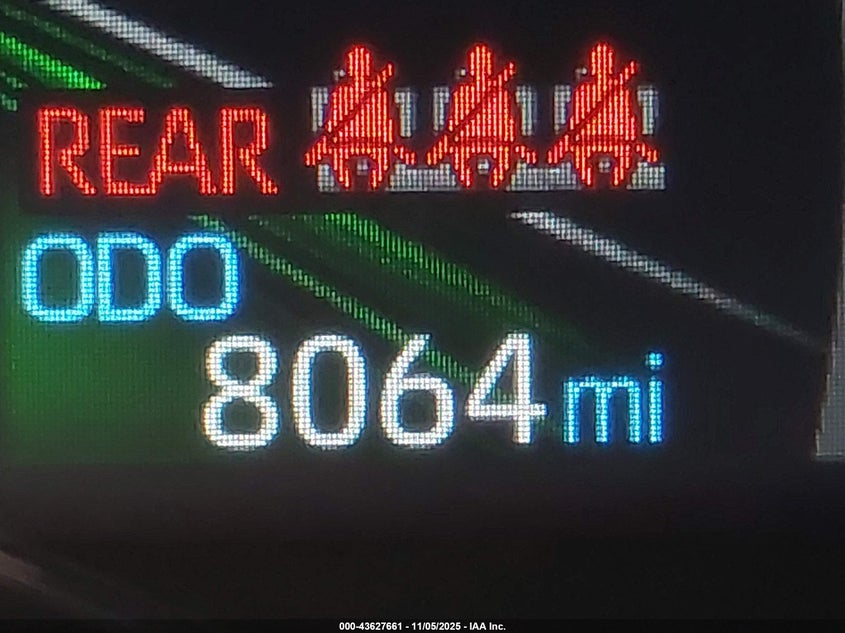 REAR
ODO
8064 mi
000-43627661 - 11/05/2025 - IAA Inc.